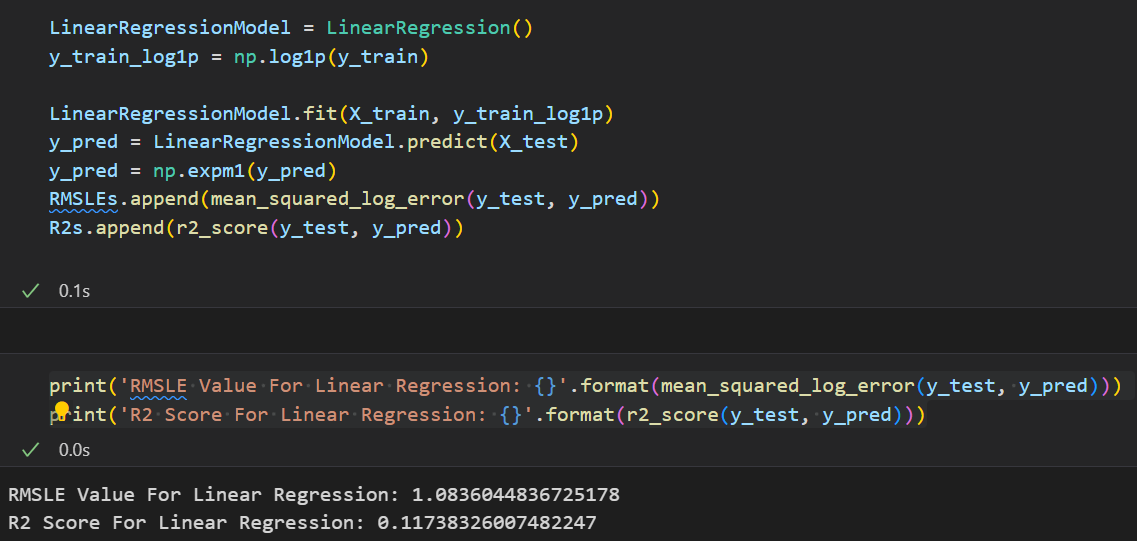 LinearRegressionModel = LinearRegression()
y_train_log1p = np.log1p(y_train)
LinearRegressionModel.fit(X_train, y_train_log1p)
y_pred = LinearRegressionModel.predict(X_test)
y_pred = np.expm1(y_pred)
RMSLEs.append(mean_squared_log_error(y_test, y_pred))
R2s.append(r2_score(y_test, y_pred))
0.1s
print('RMSLE Value For Linear Regression: {}'.format(mean_squared_log_error(y_test, y_pred)))
print('R2 Score For Linear Regression: {}'.format(r2_score(y_test, y_pred)))
0.0s
RMSLE Value For Linear Regression: 1.0836044836725178
R2 Score For Linear Regression: 0.11738326007482247